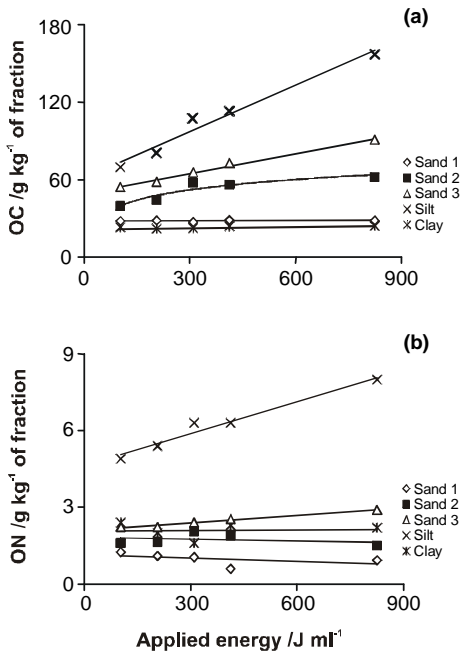 (a)
180
120
60
0
0
300
600
900
OC /g kg⁻¹ of fraction
Sand 1
Sand 2
Sand 3
Silt
Clay
(b)
9
6
3
0
0
300
600
900
ON /g kg⁻¹ of fraction
Sand 1
Sand 2
Sand 3
Silt
Clay
Applied energy /J ml⁻¹